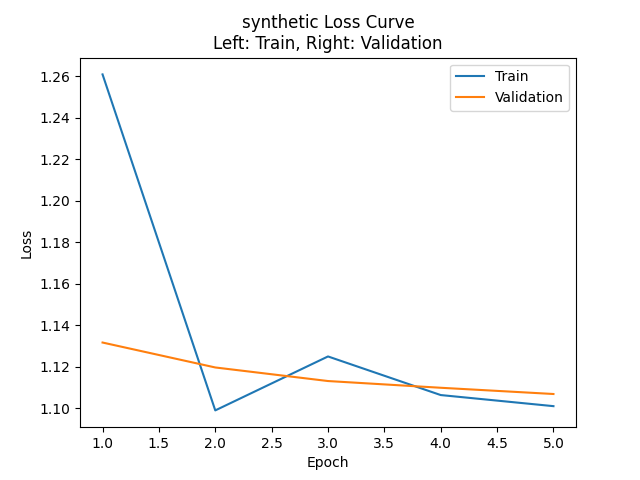 synthetic Loss Curve
Left: Train, Right: Validation
Train
Validation
Loss
1.26
1.24
1.22
1.20
1.18
1.16
1.14
1.12
1.10
1.0 1.5 2.0 2.5 3.0 3.5 4.0 4.5 5.0
Epoch